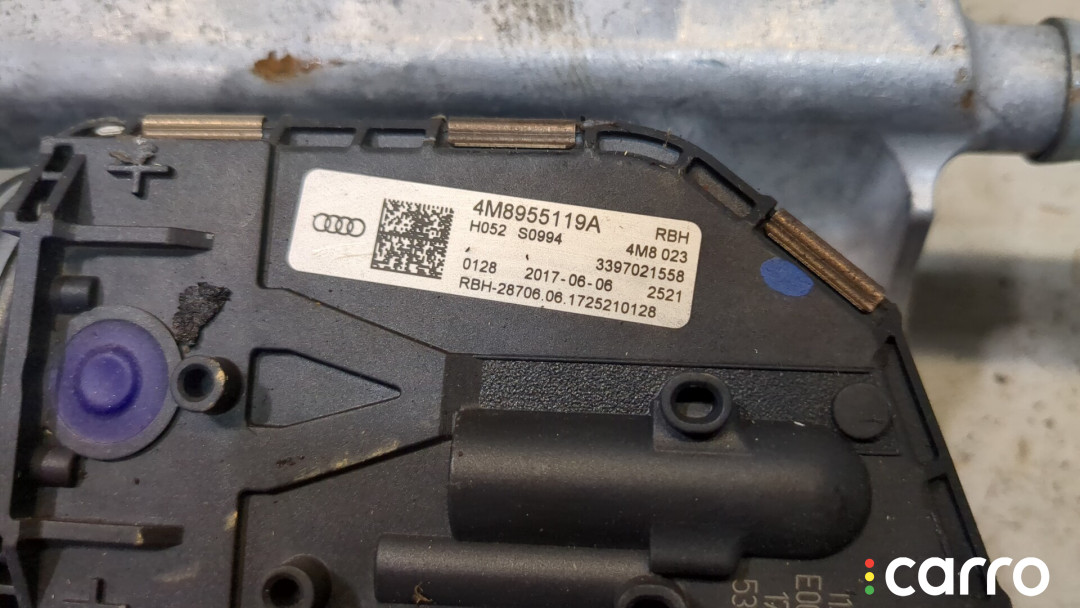 4M8955119A
H052 S0994
RBH
4M8 023
3397021558
0128 2017-06-06 2521
RBH-28706.06.1725210128
carro